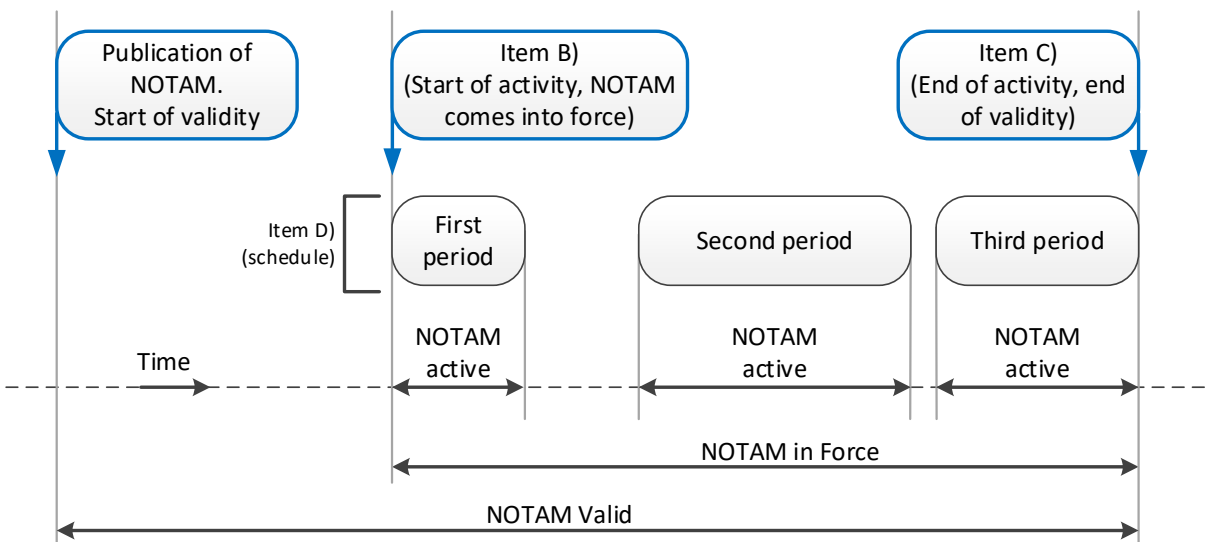 Publication of
NOTAM.
Start of validity
Item B)
(Start of activity, NOTAM
comes into force)
Item C)
(End of activity, end
of validity)
Item D)
(schedule)
First
period
Second period
Third period
Time
NOTAM
active
NOTAM
active
NOTAM
active
NOTAM in Force
NOTAM Valid